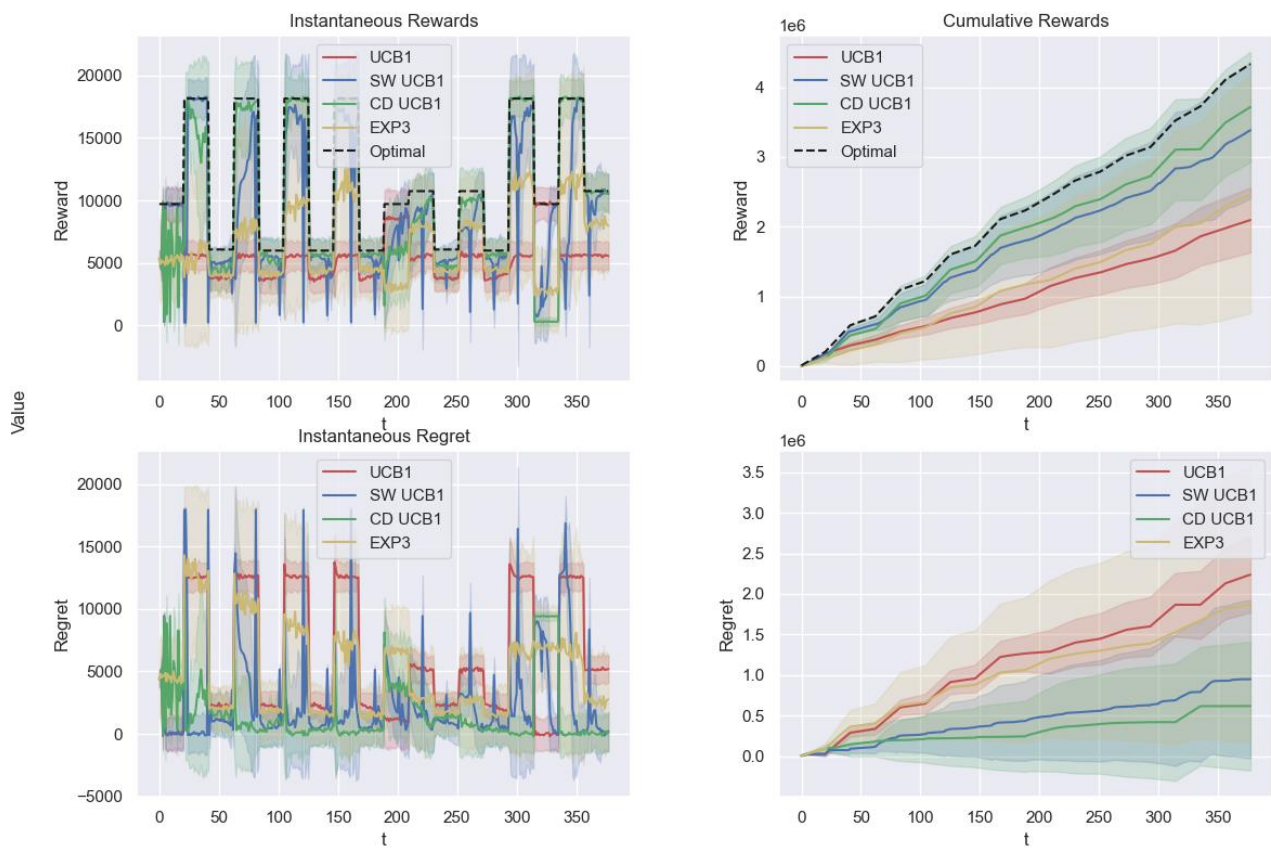 Instantaneous Rewards
UCB1
SW UCB1
CD UCB1
EXP3
Optimal
20000
15000
10000
5000
0
Reward
0 50 100 150 200 250 300 350
t
Cumulative Rewards
1e6
UCB1
SW UCB1
CD UCB1
EXP3
Optimal
4
3
2
1
0
Reward
0 50 100 150 200 250 300 350
t
Value
Instantaneous Regret
UCB1
SW UCB1
CD UCB1
EXP3
20000
15000
10000
5000
0
−5000
Regret
0 50 100 150 200 250 300 350
t
1e6
UCB1
SW UCB1
CD UCB1
EXP3
3.5
3.0
2.5
2.0
1.5
1.0
0.5
0.0
Regret
0 50 100 150 200 250 300 350
t